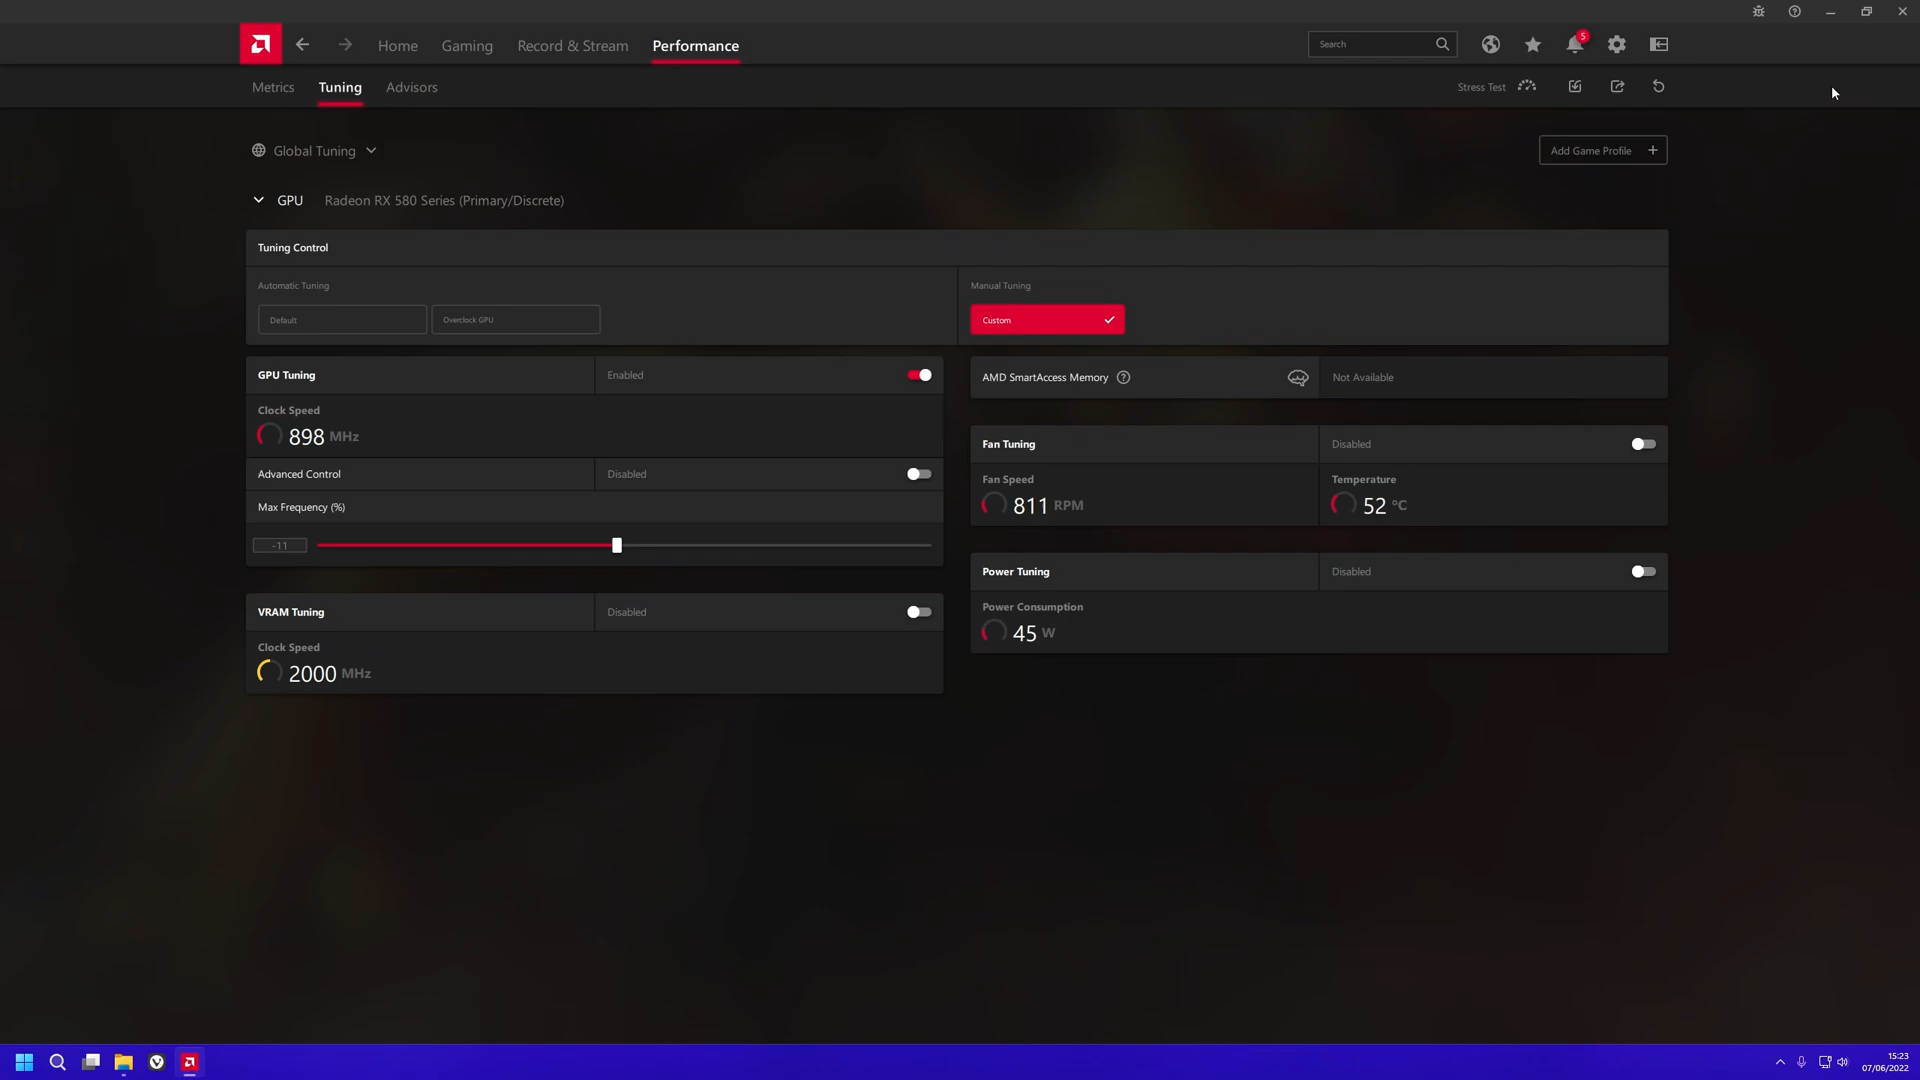 Home Gaming Record & Stream Performance
Search
5
Metrics Tuning Advisors
Stress Test
Global Tuning
Add Game Profile
GPU Radeon RX 580 Series (Primary/Discrete)
Tuning Control
Automatic Tuning
Default
Overclock GPU
Manual Tuning
Custom
GPU Tuning
Enabled
Clock Speed
898 MHz
Advanced Control
Disabled
Max Frequency (%)
-11
VRAM Tuning
Disabled
Clock Speed
2000 MHz
AMD SmartAccess Memory
Not Available
Fan Tuning
Disabled
Fan Speed
811 RPM
Temperature
52 °C
Power Tuning
Disabled
Power Consumption
45 W
15:23
07/06/2022